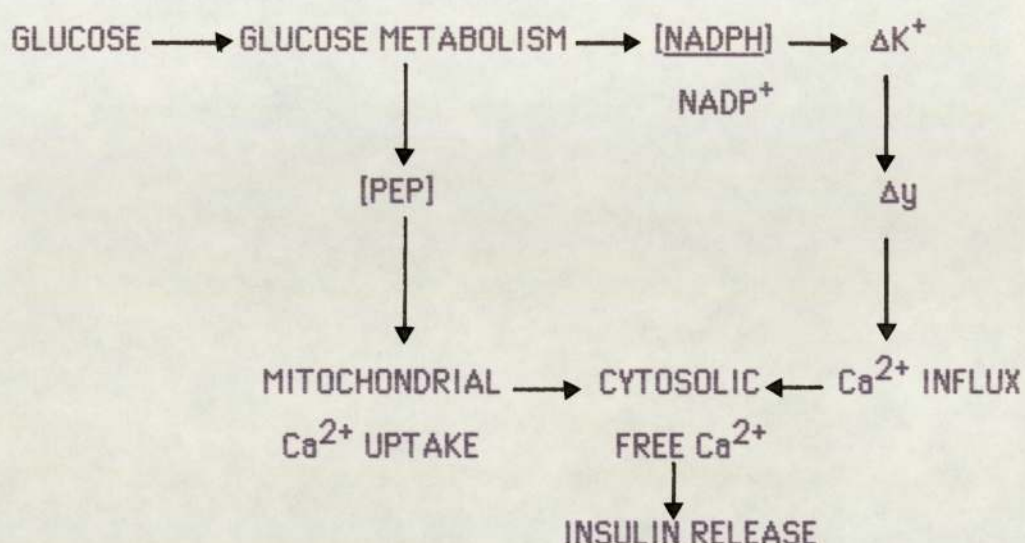 GLUCOSE GLUCOSE METABOLISM [NADPH] ΔK⁺
NADP⁺
[PEP] Δy
MITOCHONDRIAL CYTOSOLIC Ca²⁺ INFLUX
Ca²⁺ UPTAKE FREE Ca²⁺
INSULIN RELEASE